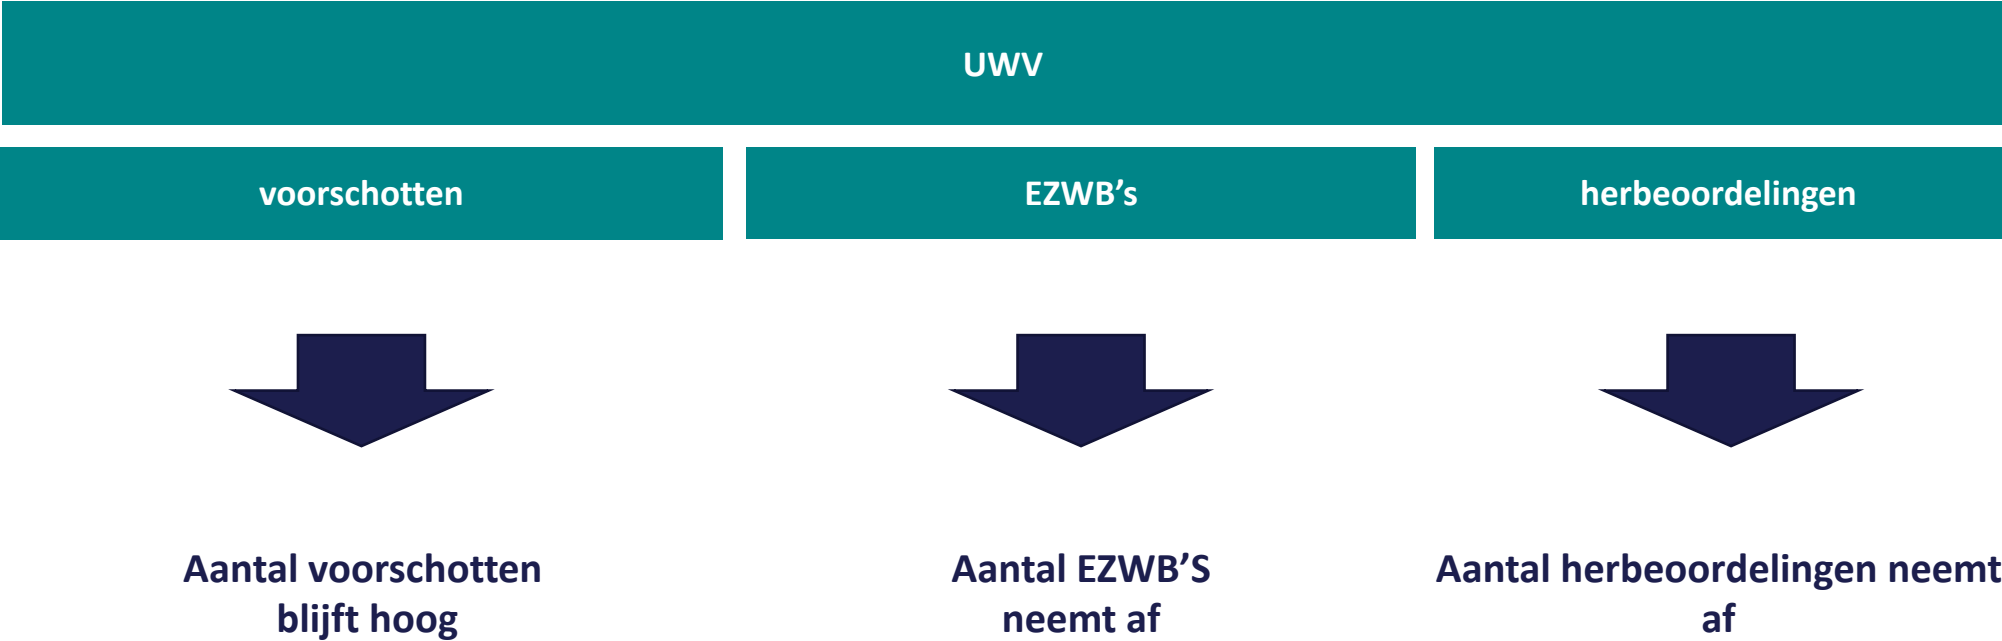 UWV
voorschotten
EZWB’s
herbeoordelingen
Aantal voorschotten
blijft hoog
Aantal EZWB’S
neemt af
Aantal herbeoordelingen neemt
af